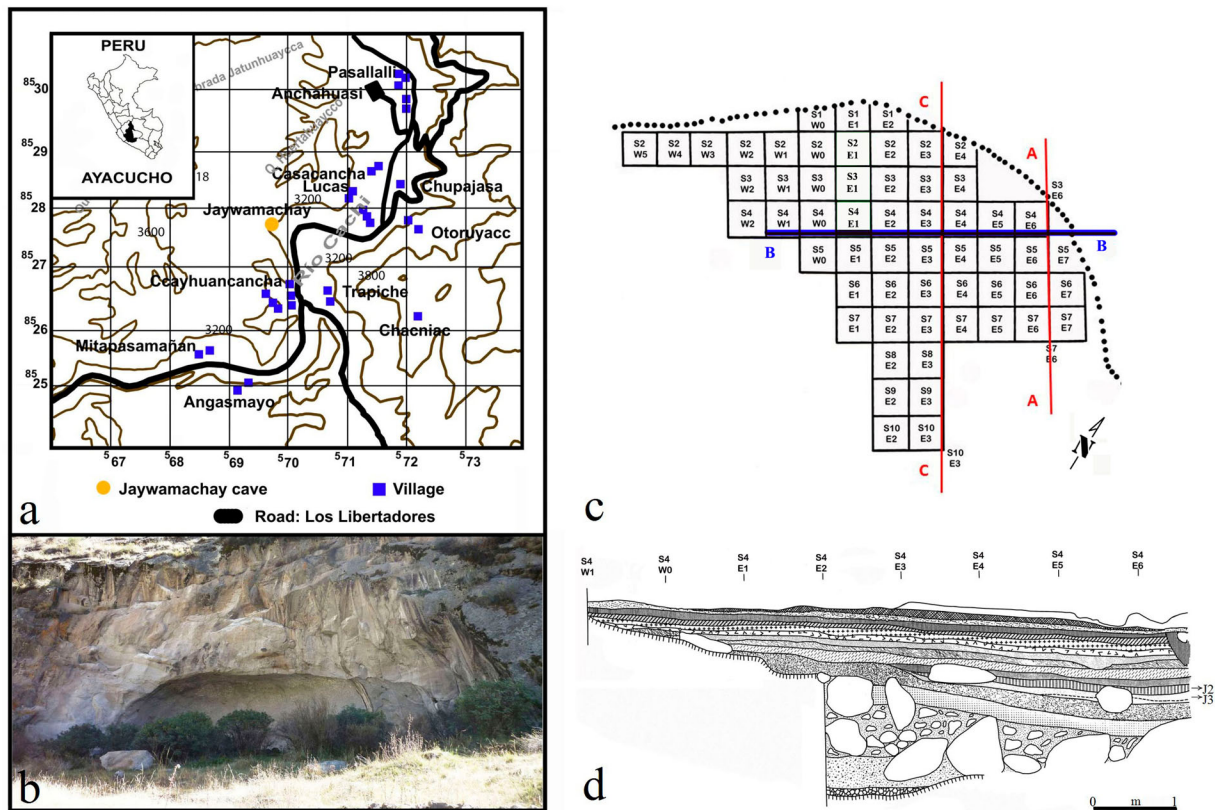 PERU
AYACUCHO
brada Jatunhuaycca
Pasallalli
85 30
Anchahuasi
85 29
18
Casacancha
Lucas
Chupajasa
3200
85 28
Jaywamachay
3600
Río Cachi
Otoruyacc
3200
85 27
3800
Ccayhuancancha
Trapiche
85 26
3200
Chacniac
Mitapasamañan
85 25
Angasmayo
5 67 5 68 5 69 5 70 5 71 5 72 5 73
Jaywamachay cave Village
Road: Los Libertadores
a
b
C
S1 S1 S1
W0 E1 E2
S2 S2 S2 S2 S2 S2 S2 S2 S2 S2
W5 W4 W3 W2 W1 W0 E1 E2 E3 E4
A
S3 S3 S3 S3 S3 S3 S3 S3
W2 W1 W0 E1 E2 E3 E4 E6
S4 S4 S4 S4 S4 S4 S4 S4 S4
W2 W1 W0 E1 E2 E3 E4 E5 E6
B B
S5 S5 S5 S5 S5 S5 S5 S5
W0 E1 E2 E3 E4 E5 E6 E7
S6 S6 S6 S6 S6 S6 S6
E1 E2 E3 E4 E5 E6 E7
S7 S7 S7 S7 S7 S7 S7
E1 E2 E3 E4 E5 E6 E7
S8 S8 S7
E2 E3 E6
S9 S9
E2 E3
A
S10 S10
E2 E3
S10
E3
C
N
c
S4 S4 S4 S4 S4 S4 S4 S4
W1 W0 E1 E2 E3 E4 E5 E6
J2
J3
d
0 m 1